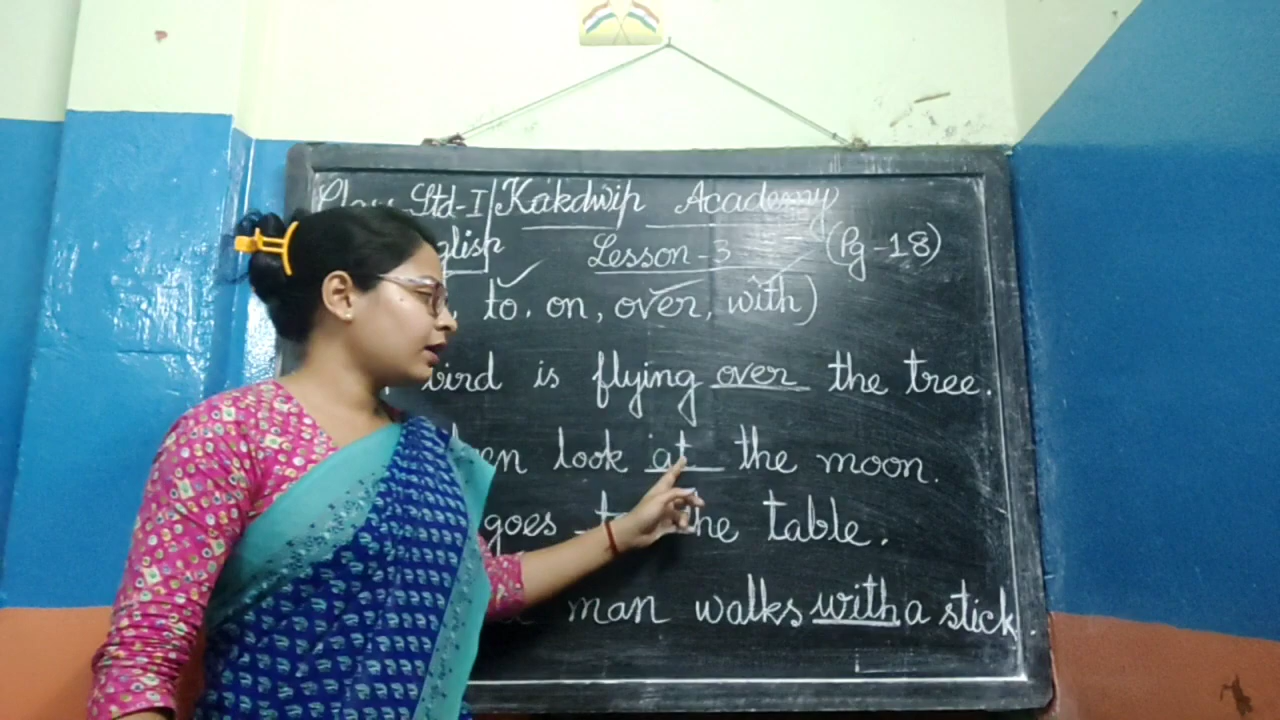 Std-I Kakdwip Academy
Lesson-3 (Pg-18)
to, on, over, with)
is flying over the tree.
look at the moon.
goes the table.
man walks with a stick.